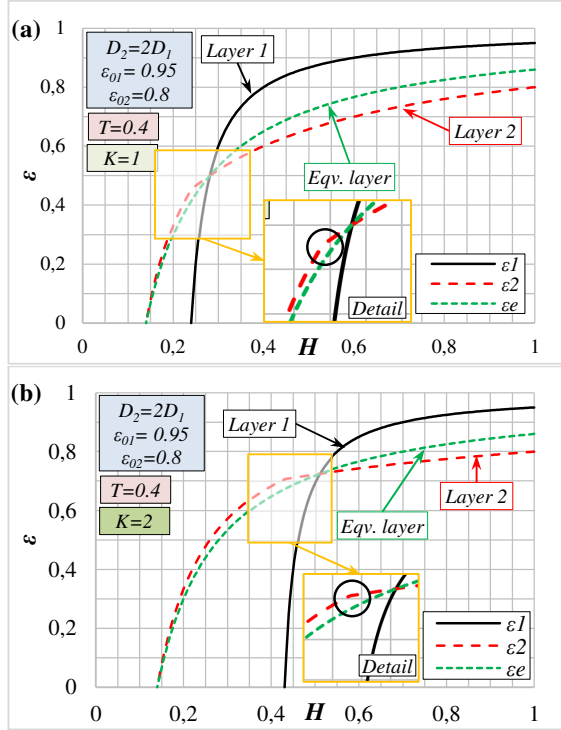 (a)
D₂=2D₁
ε₀₁= 0.95
ε₀₂=0.8
T=0.4
K=1
Layer 1
Layer 2
Eqv. layer
Detail
ε1
ε2
εe
ε
1
0,8
0,6
0,4
0,2
0
0
0,2
0,4
H
0,6
0,8
1
(b)
D₂=2D₁
ε₀₁= 0.95
ε₀₂=0.8
T=0.4
K=2
Layer 1
Layer 2
Eqv. layer
Detail
ε1
ε2
εe
ε
1
0,8
0,6
0,4
0,2
0
0
0,2
0,4
H
0,6
0,8
1